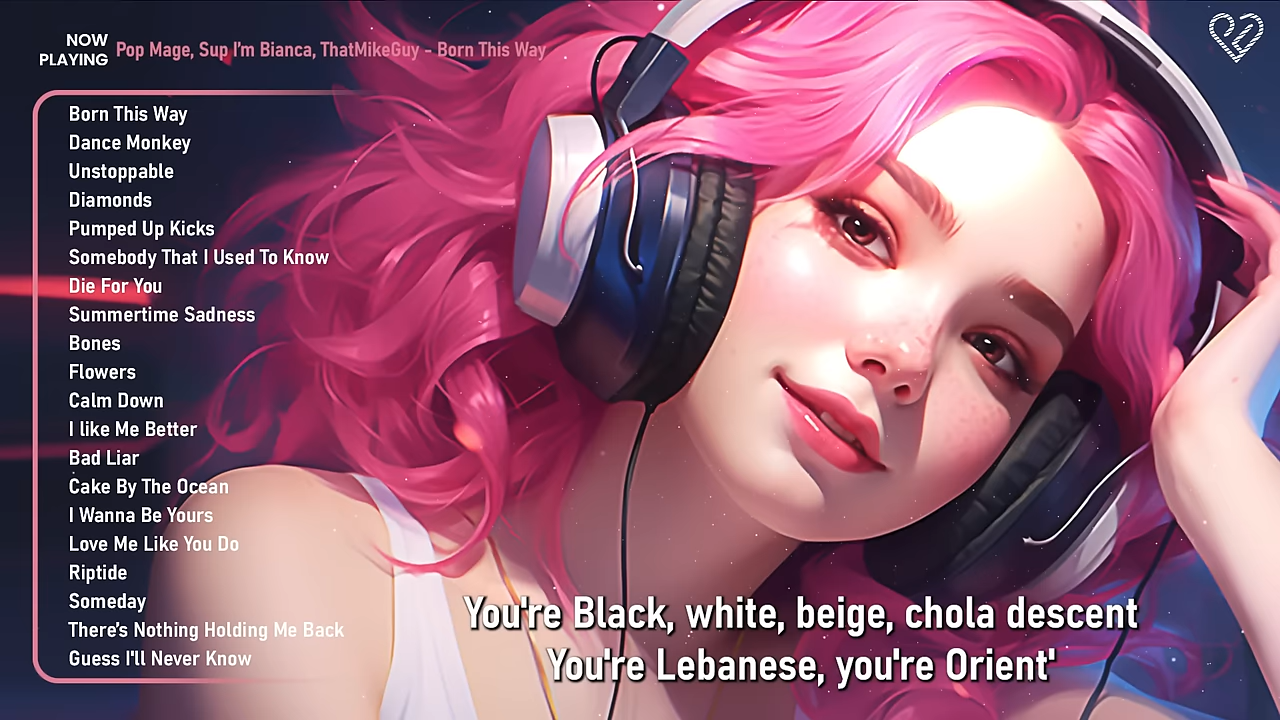 NOW
PLAYING
Pop Mage, Sup I'm Bianca, ThatMikeGuy - Born This Way
Born This Way
Dance Monkey
Unstoppable
Diamonds
Pumped Up Kicks
Somebody That I Used To Know
Die For You
Summertime Sadness
Bones
Flowers
Calm Down
I like Me Better
Bad Liar
Cake By The Ocean
I Wanna Be Yours
Love Me Like You Do
Riptide
Someday
There's Nothing Holding Me Back
Guess I'll Never Know
You're Black, white, beige, chola descent
You're Lebanese, you're Orient'